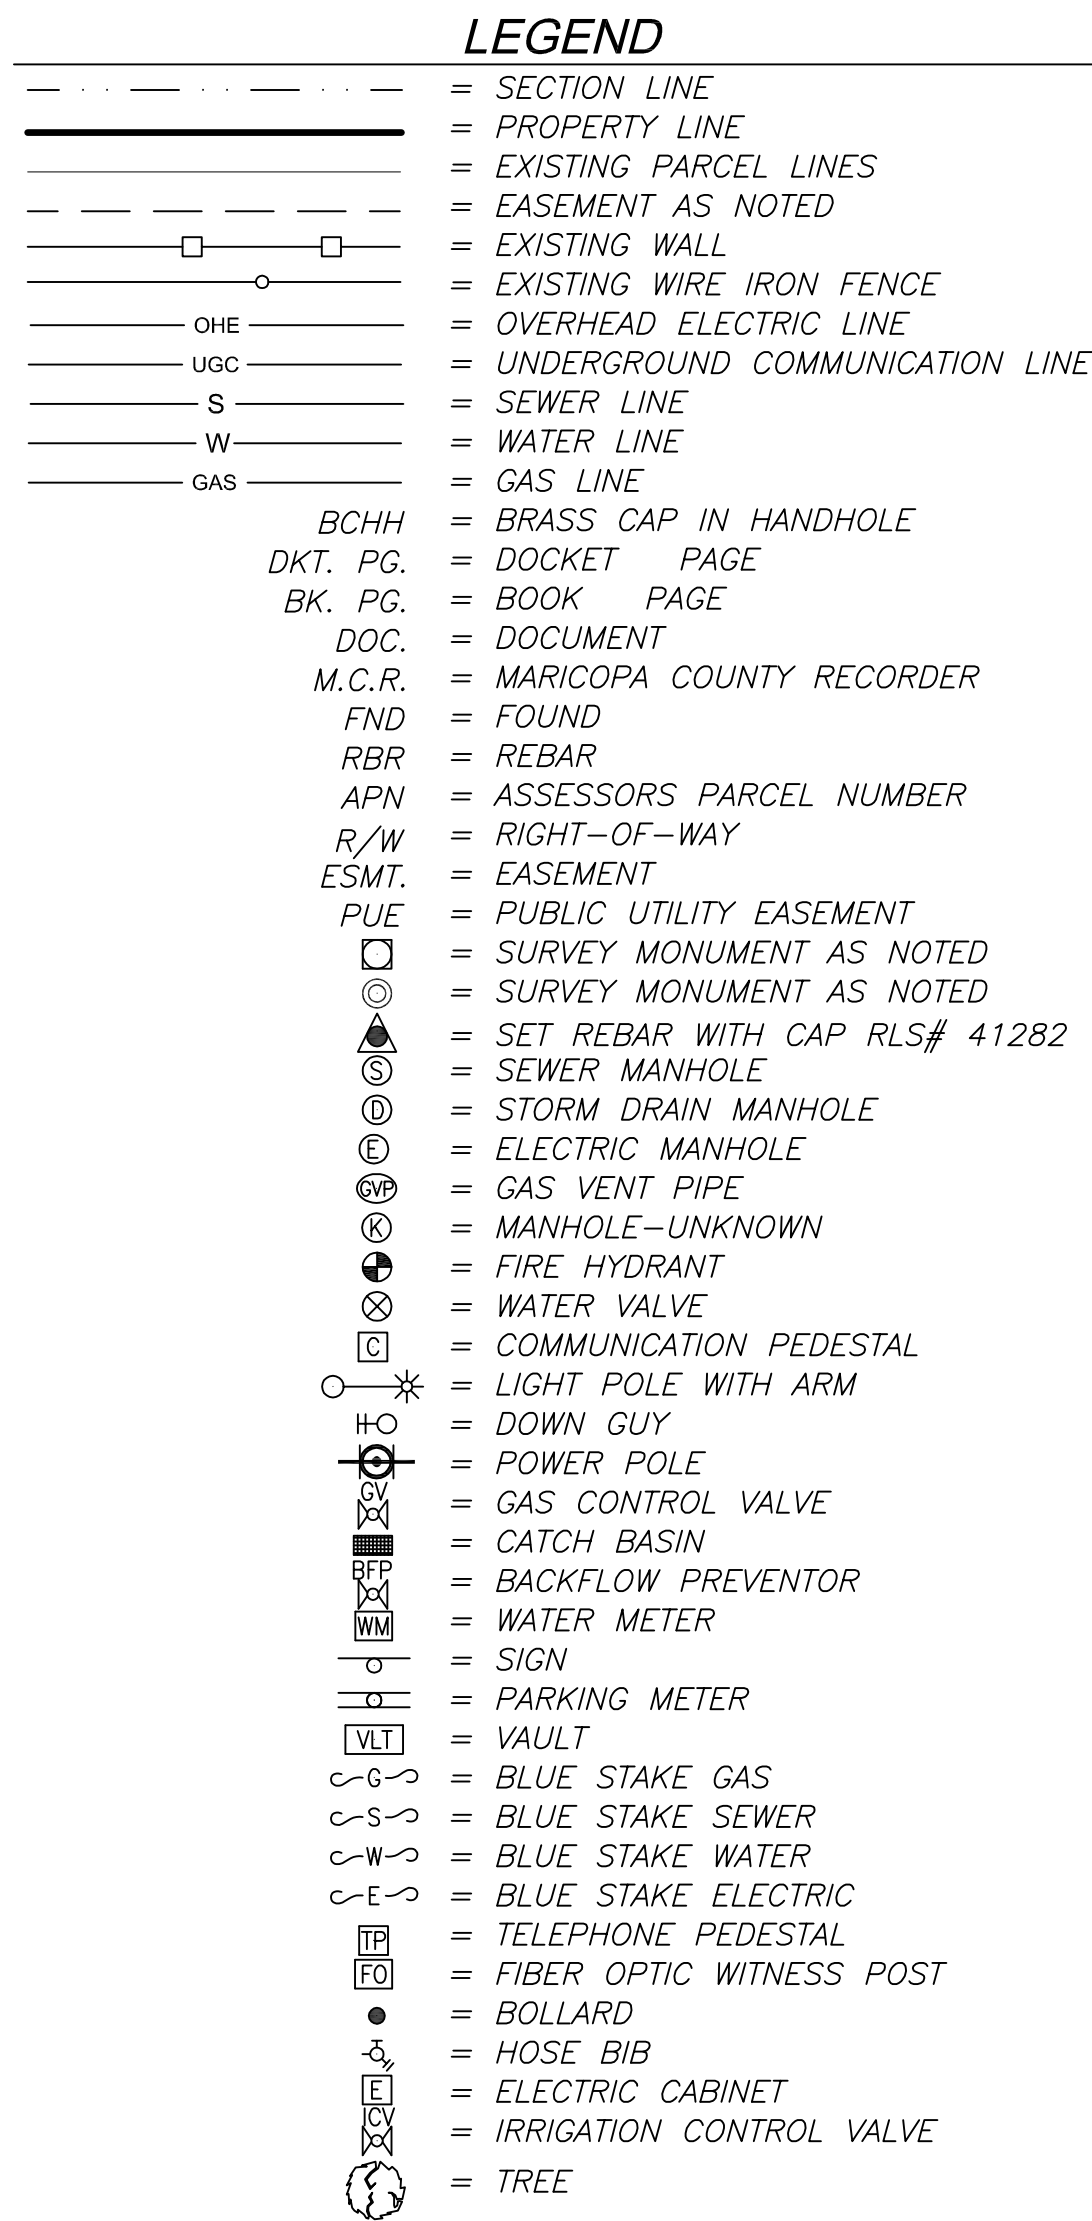 LEGEND
= SECTION LINE
= PROPERTY LINE
= EXISTING PARCEL LINES
= EASEMENT AS NOTED
= EXISTING WALL
= EXISTING WIRE IRON FENCE
OHE = OVERHEAD ELECTRIC LINE
UGC = UNDERGROUND COMMUNICATION LINE
S = SEWER LINE
W = WATER LINE
GAS = GAS LINE
BCHH = BRASS CAP IN HANDHOLE
DKT. PG. = DOCKET PAGE
BK. PG. = BOOK PAGE
DOC. = DOCUMENT
M.C.R. = MARICOPA COUNTY RECORDER
FND = FOUND
RBR = REBAR
APN = ASSESSORS PARCEL NUMBER
R/W = RIGHT-OF-WAY
ESMT. = EASEMENT
PUE = PUBLIC UTILITY EASEMENT
= SURVEY MONUMENT AS NOTED
= SURVEY MONUMENT AS NOTED
= SET REBAR WITH CAP RLS# 41282
S = SEWER MANHOLE
D = STORM DRAIN MANHOLE
E = ELECTRIC MANHOLE
GVP = GAS VENT PIPE
K = MANHOLE-UNKNOWN
= FIRE HYDRANT
= WATER VALVE
C = COMMUNICATION PEDESTAL
= LIGHT POLE WITH ARM
= DOWN GUY
= POWER POLE
GV = GAS CONTROL VALVE
= CATCH BASIN
BFP = BACKFLOW PREVENTOR
WM = WATER METER
= SIGN
= PARKING METER
VLT = VAULT
G = BLUE STAKE GAS
S = BLUE STAKE SEWER
W = BLUE STAKE WATER
E = BLUE STAKE ELECTRIC
TP = TELEPHONE PEDESTAL
FO = FIBER OPTIC WITNESS POST
= BOLLARD
= HOSE BIB
E = ELECTRIC CABINET
ICV = IRRIGATION CONTROL VALVE
= TREE